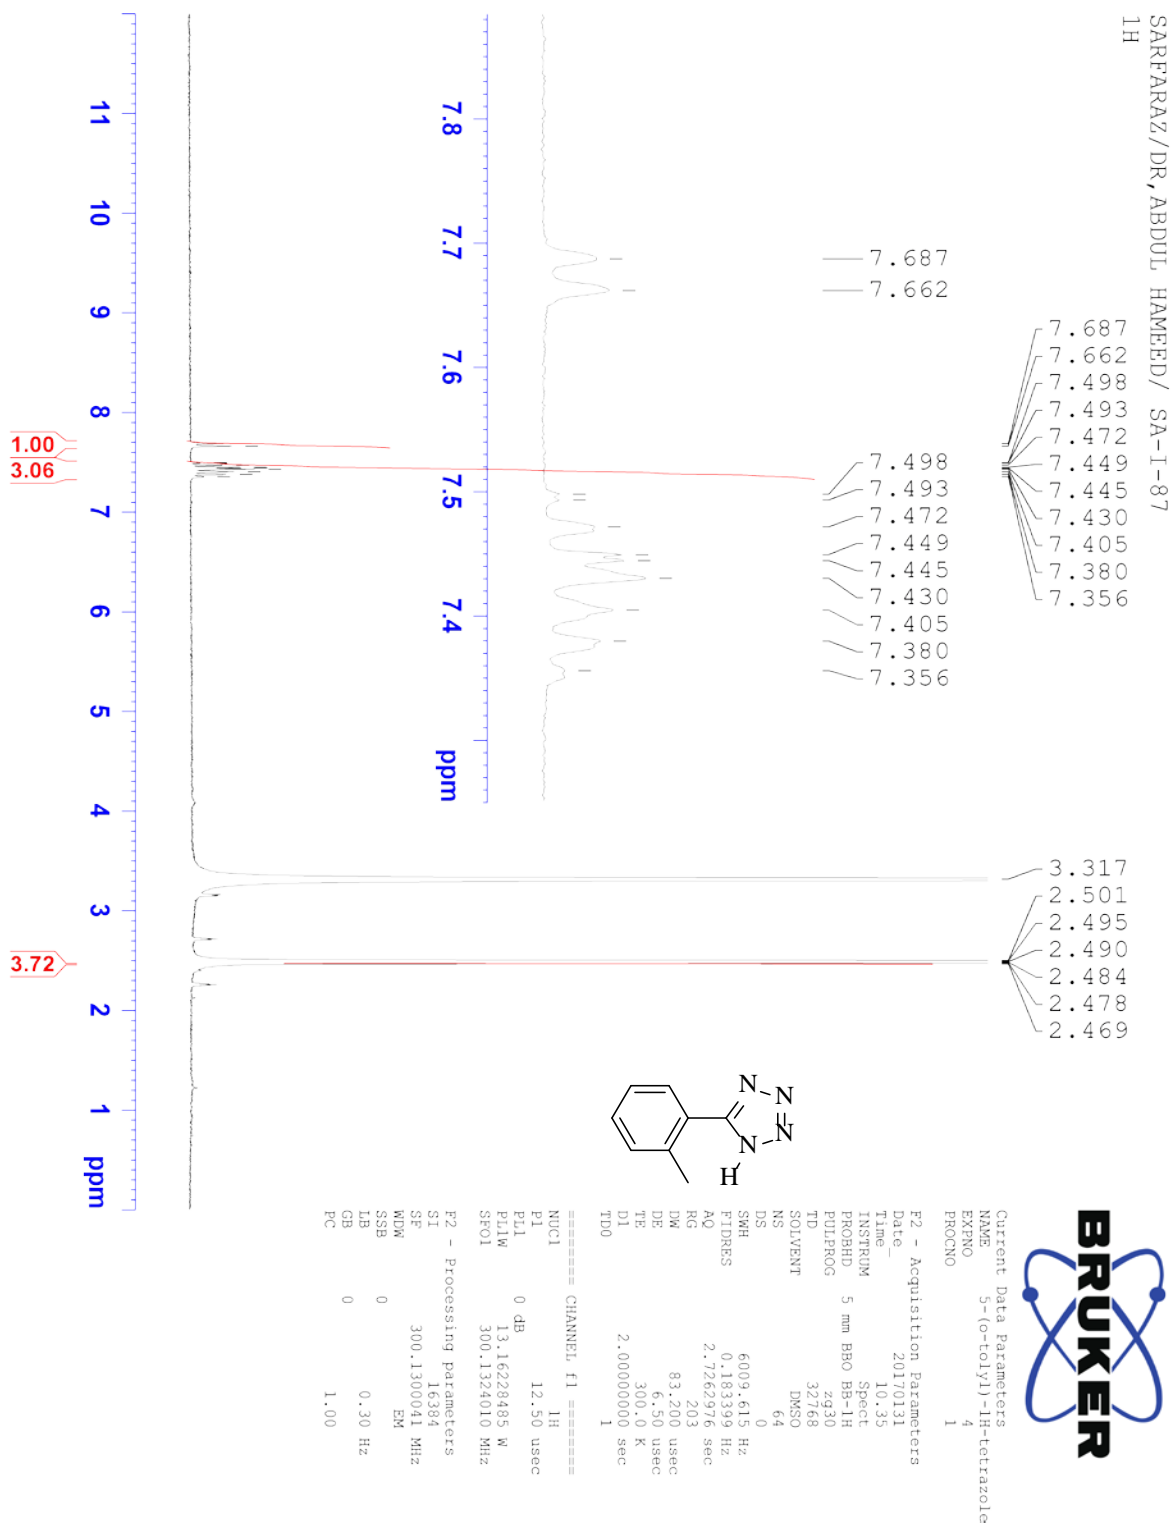 SARFARAZ/DR,ABDUL HAMEED/ SA-I-87
1H
7.687
7.662
7.498
7.493
7.472
7.449
7.445
7.430
7.405
7.380
7.356
3.317
2.501
2.495
2.490
2.484
2.478
2.469
7.687
7.662
7.498
7.493
7.472
7.449
7.445
7.430
7.405
7.380
7.356
7.8 7.7 7.6 7.5 7.4 ppm
11 10 9 8 7 6 5 4 3 2 1 ppm
1.00
3.06
3.72
N
N
N
N
H
BRUKER
Current Data Parameters
NAME 5-(o-tolyl)-1H-tetrazole
EXPNO 4
PROCNO 1
F2 - Acquisition Parameters
Date_ 20170131
Time 10.35
INSTRUM Spect
PROBHD 5 mm BBO BB-1H
PULPROG zg30
TD 32768
SOLVENT DMSO
NS 64
DS 0
SWH 6009.615 Hz
FIDRES 0.183399 Hz
AQ 2.7262976 sec
RG 203
DW 83.200 usec
DE 6.50 usec
TE 300.0 K
D1 2.00000000 sec
TD0 1
======== CHANNEL f1 ========
NUC1 1H
P1 12.50 usec
PL1 0 dB
PL1W 13.16228485 W
SFO1 300.1324010 MHz
F2 - Processing parameters
SI 16384
SF 300.1300041 MHz
WDW EM
SSB 0
LB 0.30 Hz
GB 0
PC 1.00